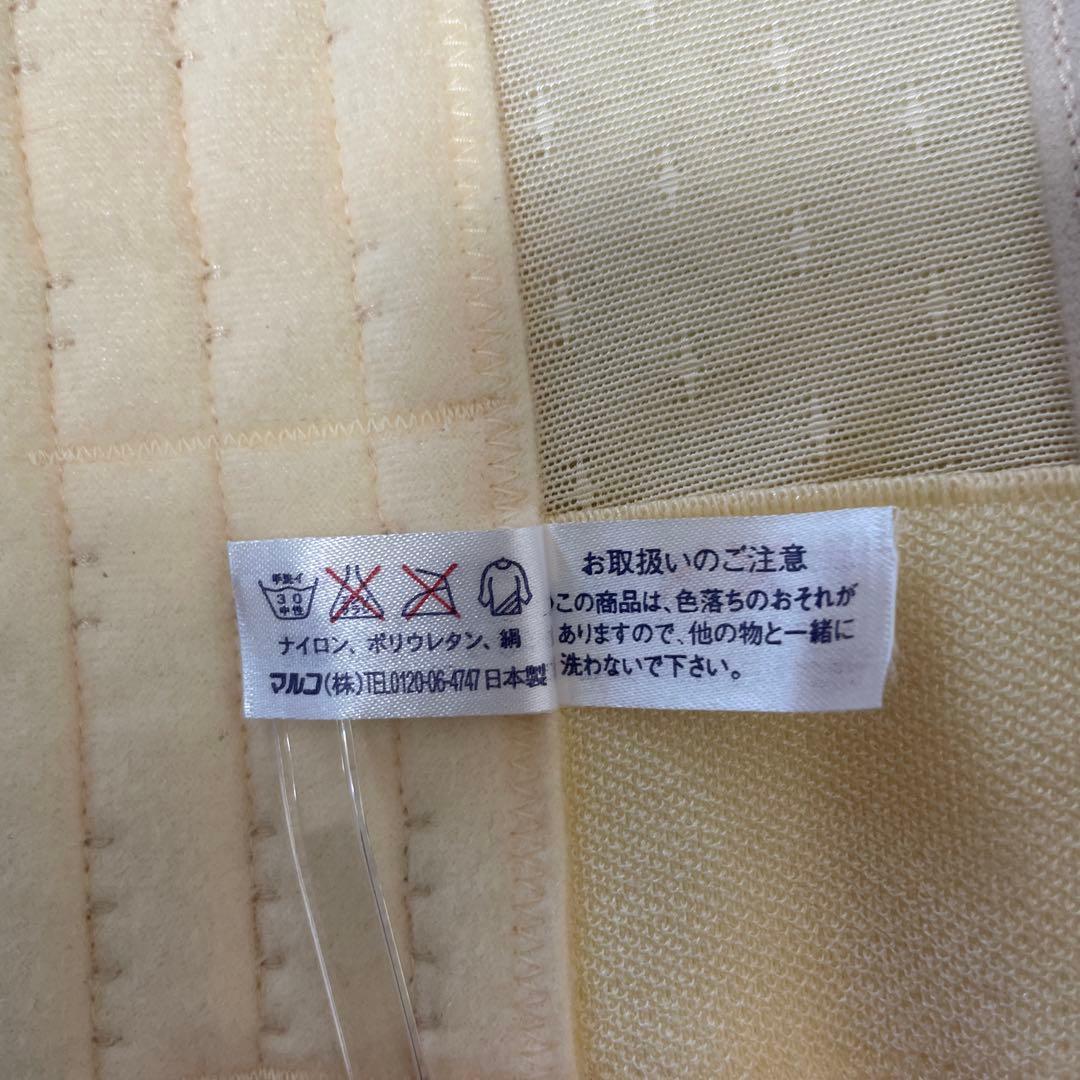 手洗イ
30
中性
ナイロン、ポリウレタン、絹
マルコ(株)TEL0120-06-4747 日本製
お取扱いのご注意
この商品は、色落ちのおそれが
ありますので、他の物と一緒に
洗わないで下さい。